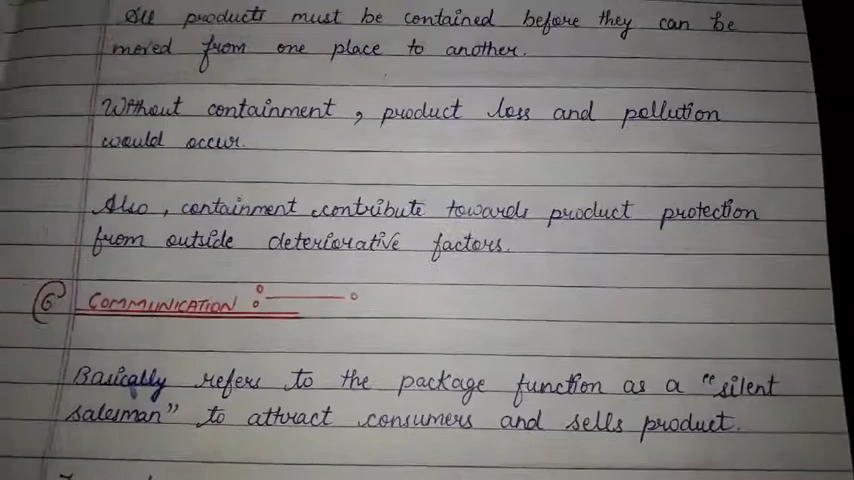 All products must be contained before they can be
moved from one place to another.
Without containment, product loss and pollution
would occur.
Also, containment contribute towards product protection
from outside deteriorative factors.
6 COMMUNICATION :
Basically refers to the package function as a "silent
salesman" to attract consumers and sells product.